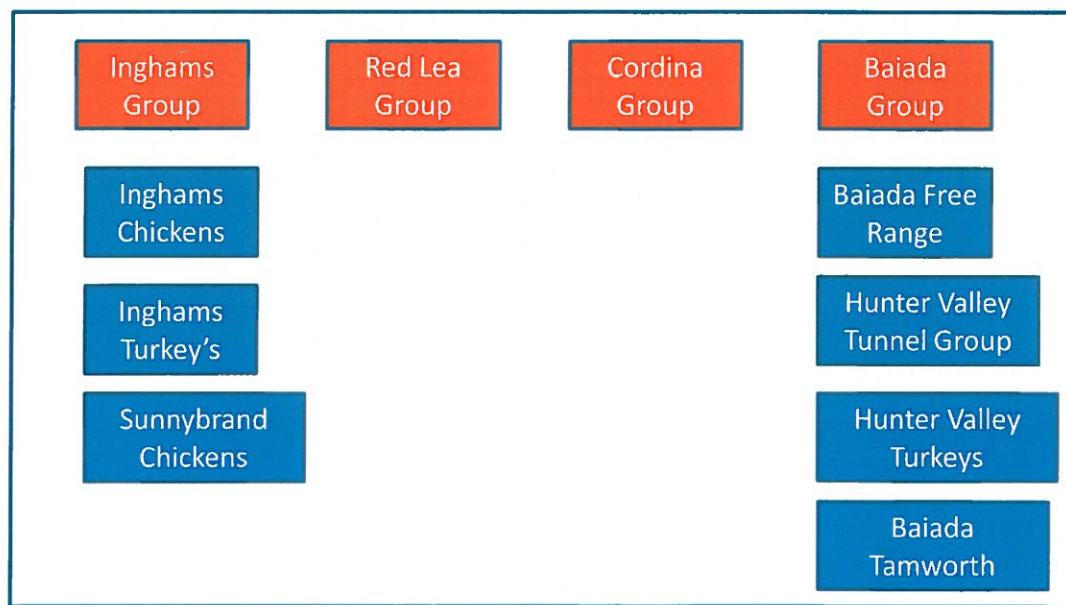 Inghams
Group
Red Lea
Group
Cordina
Group
Baiada
Group
Inghams
Chickens
Inghams
Turkey's
Sunnybrand
Chickens
Baiada Free
Range
Hunter Valley
Tunnel Group
Hunter Valley
Turkeys
Baiada
Tamworth